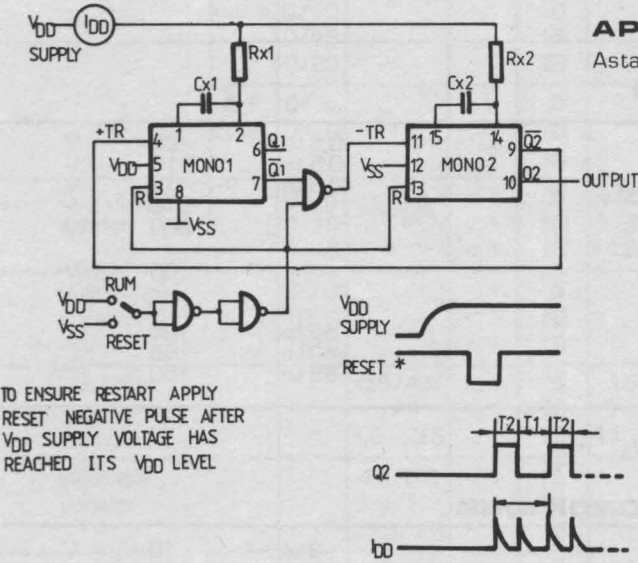 VDD IDD
SUPPLY
AP
Asta
Rx1
Rx2
Cx1
Cx2
+TR
4
1
2
5
MONO1
6
Q1
VDD
3
8
7
Q̅1̅
R
VSS
-TR
11
15
14
9
Q̅2̅
VSS
12
MONO2
10
Q2
OUTPUT
R
13
RUM
VDD
VSS
RESET
TO ENSURE RESTART APPLY
RESET NEGATIVE PULSE AFTER
VDD SUPPLY VOLTAGE HAS
REACHED ITS VDD LEVEL
VDD
SUPPLY
RESET *
T2 T1 T2
Q2
IDD